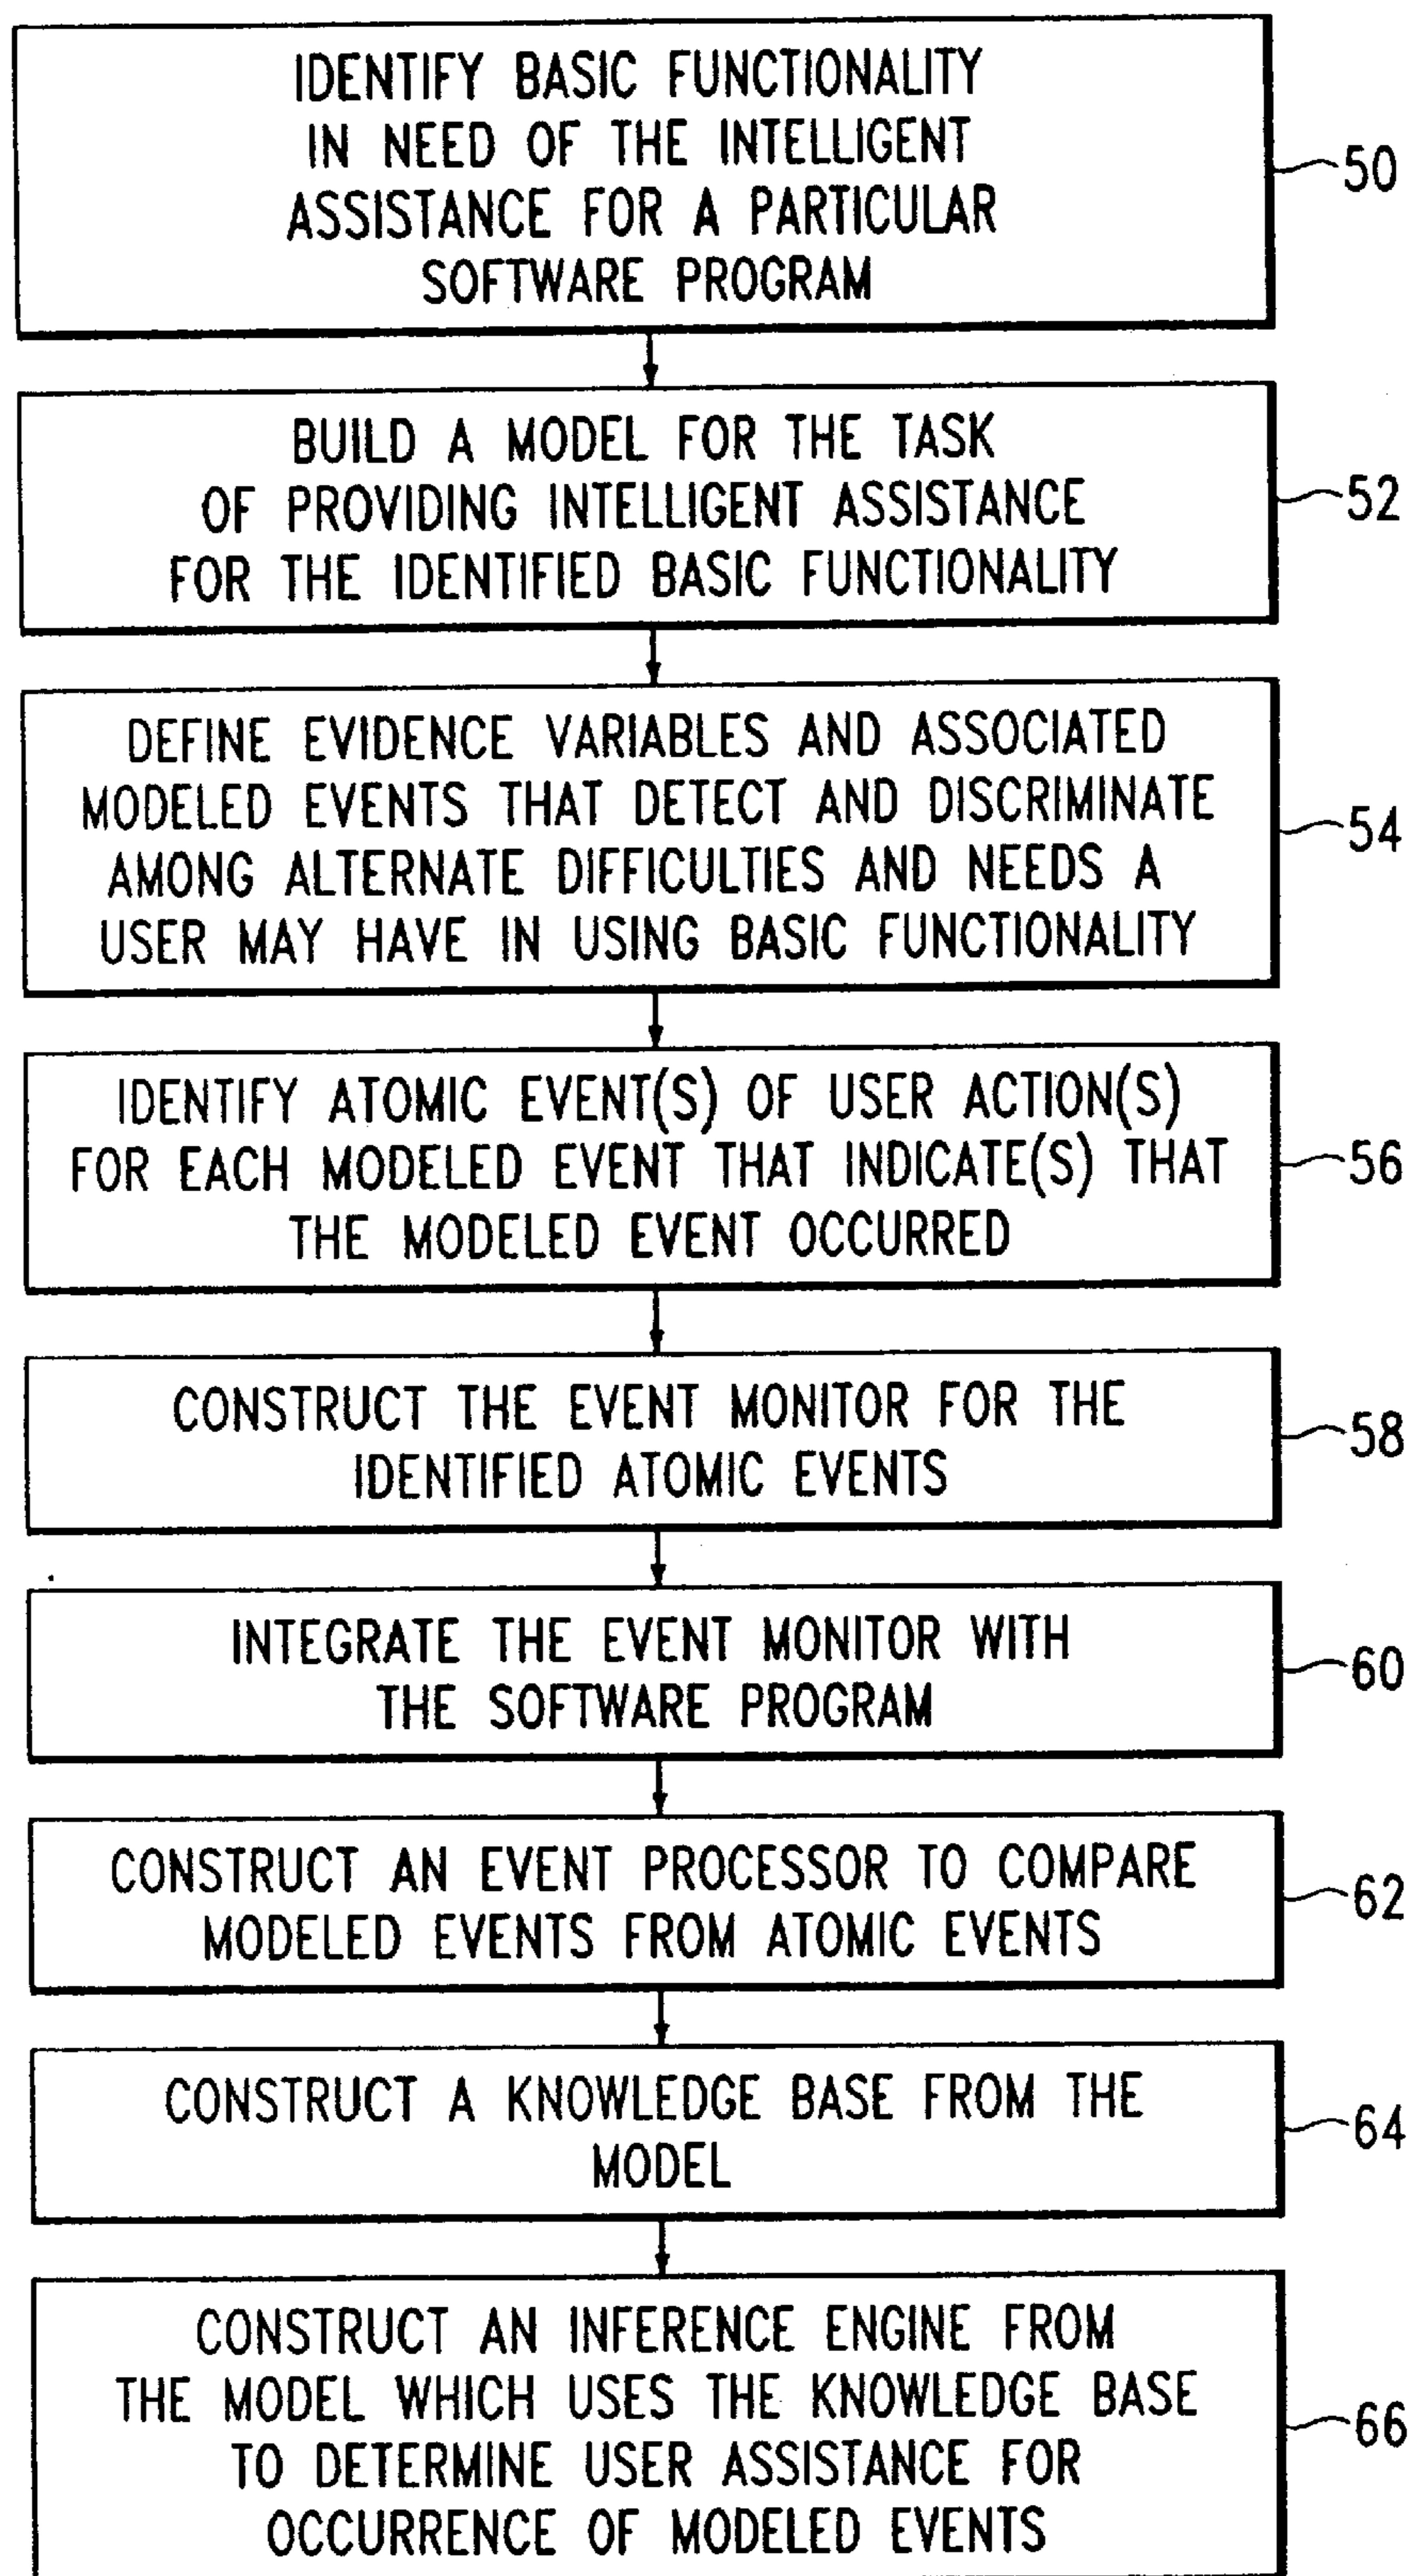 IDENTIFY BASIC FUNCTIONALITY
IN NEED OF THE INTELLIGENT
ASSISTANCE FOR A PARTICULAR
SOFTWARE PROGRAM
50
BUILD A MODEL FOR THE TASK
OF PROVIDING INTELLIGENT ASSISTANCE
FOR THE IDENTIFIED BASIC FUNCTIONALITY
52
DEFINE EVIDENCE VARIABLES AND ASSOCIATED
MODELED EVENTS THAT DETECT AND DISCRIMINATE
AMONG ALTERNATE DIFFICULTIES AND NEEDS A
USER MAY HAVE IN USING BASIC FUNCTIONALITY
54
IDENTIFY ATOMIC EVENT(S) OF USER ACTION(S)
FOR EACH MODELED EVENT THAT INDICATE(S) THAT
THE MODELED EVENT OCCURRED
56
CONSTRUCT THE EVENT MONITOR FOR THE
IDENTIFIED ATOMIC EVENTS
58
INTEGRATE THE EVENT MONITOR WITH
THE SOFTWARE PROGRAM
60
CONSTRUCT AN EVENT PROCESSOR TO COMPARE
MODELED EVENTS FROM ATOMIC EVENTS
62
CONSTRUCT A KNOWLEDGE BASE FROM THE
MODEL
64
CONSTRUCT AN INFERENCE ENGINE FROM
THE MODEL WHICH USES THE KNOWLEDGE BASE
TO DETERMINE USER ASSISTANCE FOR
OCCURRENCE OF MODELED EVENTS
66